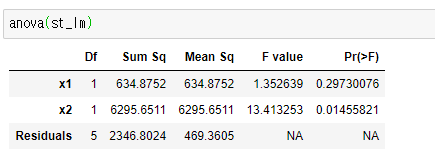 anova(st_lm)
Df Sum Sq Mean Sq F value Pr(>F)
x1 1 634.8752 634.8752 1.352639 0.29730076
x2 1 6295.6511 6295.6511 13.413253 0.01455821
Residuals 5 2346.8024 469.3605 NA NA